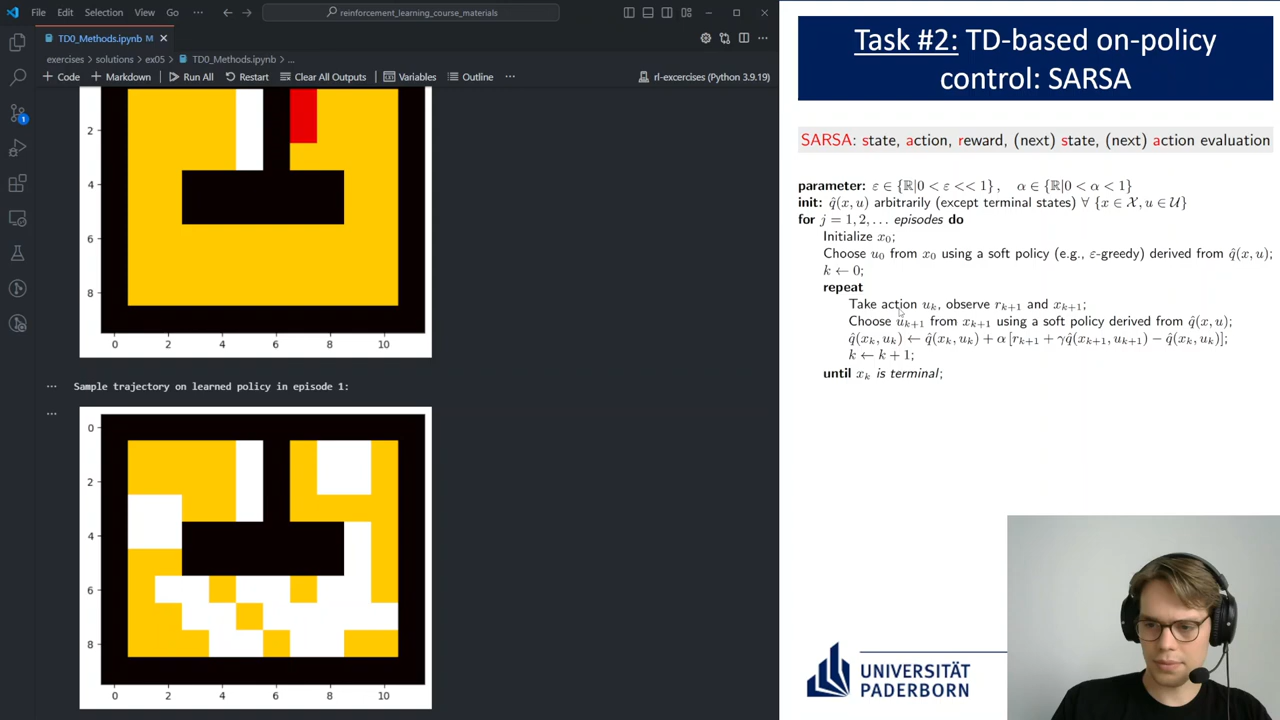 File Edit Selection View Go ··· reinforcement_learning_course_materials
TD0_Methods.ipynb M
exercises > solutions > ex05 > TD0_Methods.ipynb > ...
+ Code + Markdown Run All Restart Clear All Outputs Variables Outline ··· rl-excercises (Python 3.9.19)
2
4
6
8
··· Sample trajectory on learned policy in episode 1:
···
0
2
4
6
8
0 2 4 6 8 10
Task #2: TD-based on-policy
control: SARSA
SARSA: state, action, reward, (next) state, (next) action evaluation
parameter: ε ∈ {ℝ|0 < ε << 1}, α ∈ {ℝ|0 < α < 1}
init: q̂(x, u) arbitrarily (except terminal states) ∀ {x ∈ 𝒳, u ∈ 𝒰}
for j = 1, 2, ... episodes do
Initialize x₀;
Choose u₀ from x₀ using a soft policy (e.g., ε-greedy) derived from q̂(x, u);
k ← 0;
repeat
Take action uₖ, observe rₖ₊₁ and xₖ₊₁;
Choose uₖ₊₁ from xₖ₊₁ using a soft policy derived from q̂(x, u);
q̂(xₖ, uₖ) ← q̂(xₖ, uₖ) + α [rₖ₊₁ + γq̂(xₖ₊₁, uₖ₊₁) − q̂(xₖ, uₖ)];
k ← k + 1;
until xₖ is terminal;
UNIVERSITÄT
PADERBORN